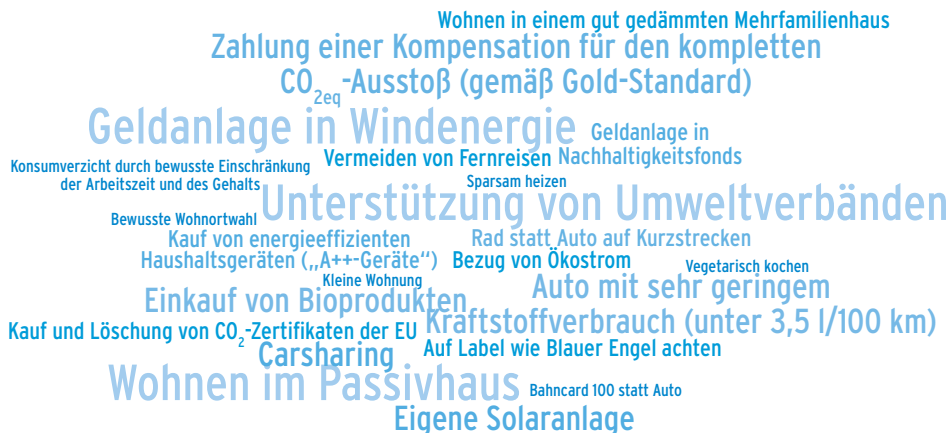 Wohnen in einem gut gedämmten Mehrfamilienhaus
Zahlung einer Kompensation für den kompletten
CO2eq-Ausstoß (gemäß Gold-Standard)
Geldanlage in Windenergie
Geldanlage in
Nachhaltigkeitsfonds
Vermeiden von Fernreisen
Konsumverzicht durch bewusste Einschränkung
der Arbeitszeit und des Gehalts
Sparsam heizen
Unterstützung von Umweltverbänden
Bewusste Wohnortwahl
Kauf von energieeffizienten
Haushaltsgeräten („A++-Geräte“)
Rad statt Auto auf Kurzstrecken
Bezug von Ökostrom
Vegetarisch kochen
Kleine Wohnung
Einkauf von Bioprodukten
Auto mit sehr geringem
Kraftstoffverbrauch (unter 3,5 l/100 km)
Kauf und Löschung von CO2-Zertifikaten der EU
Carsharing
Auf Label wie Blauer Engel achten
Wohnen im Passivhaus
Bahncard 100 statt Auto
Eigene Solaranlage